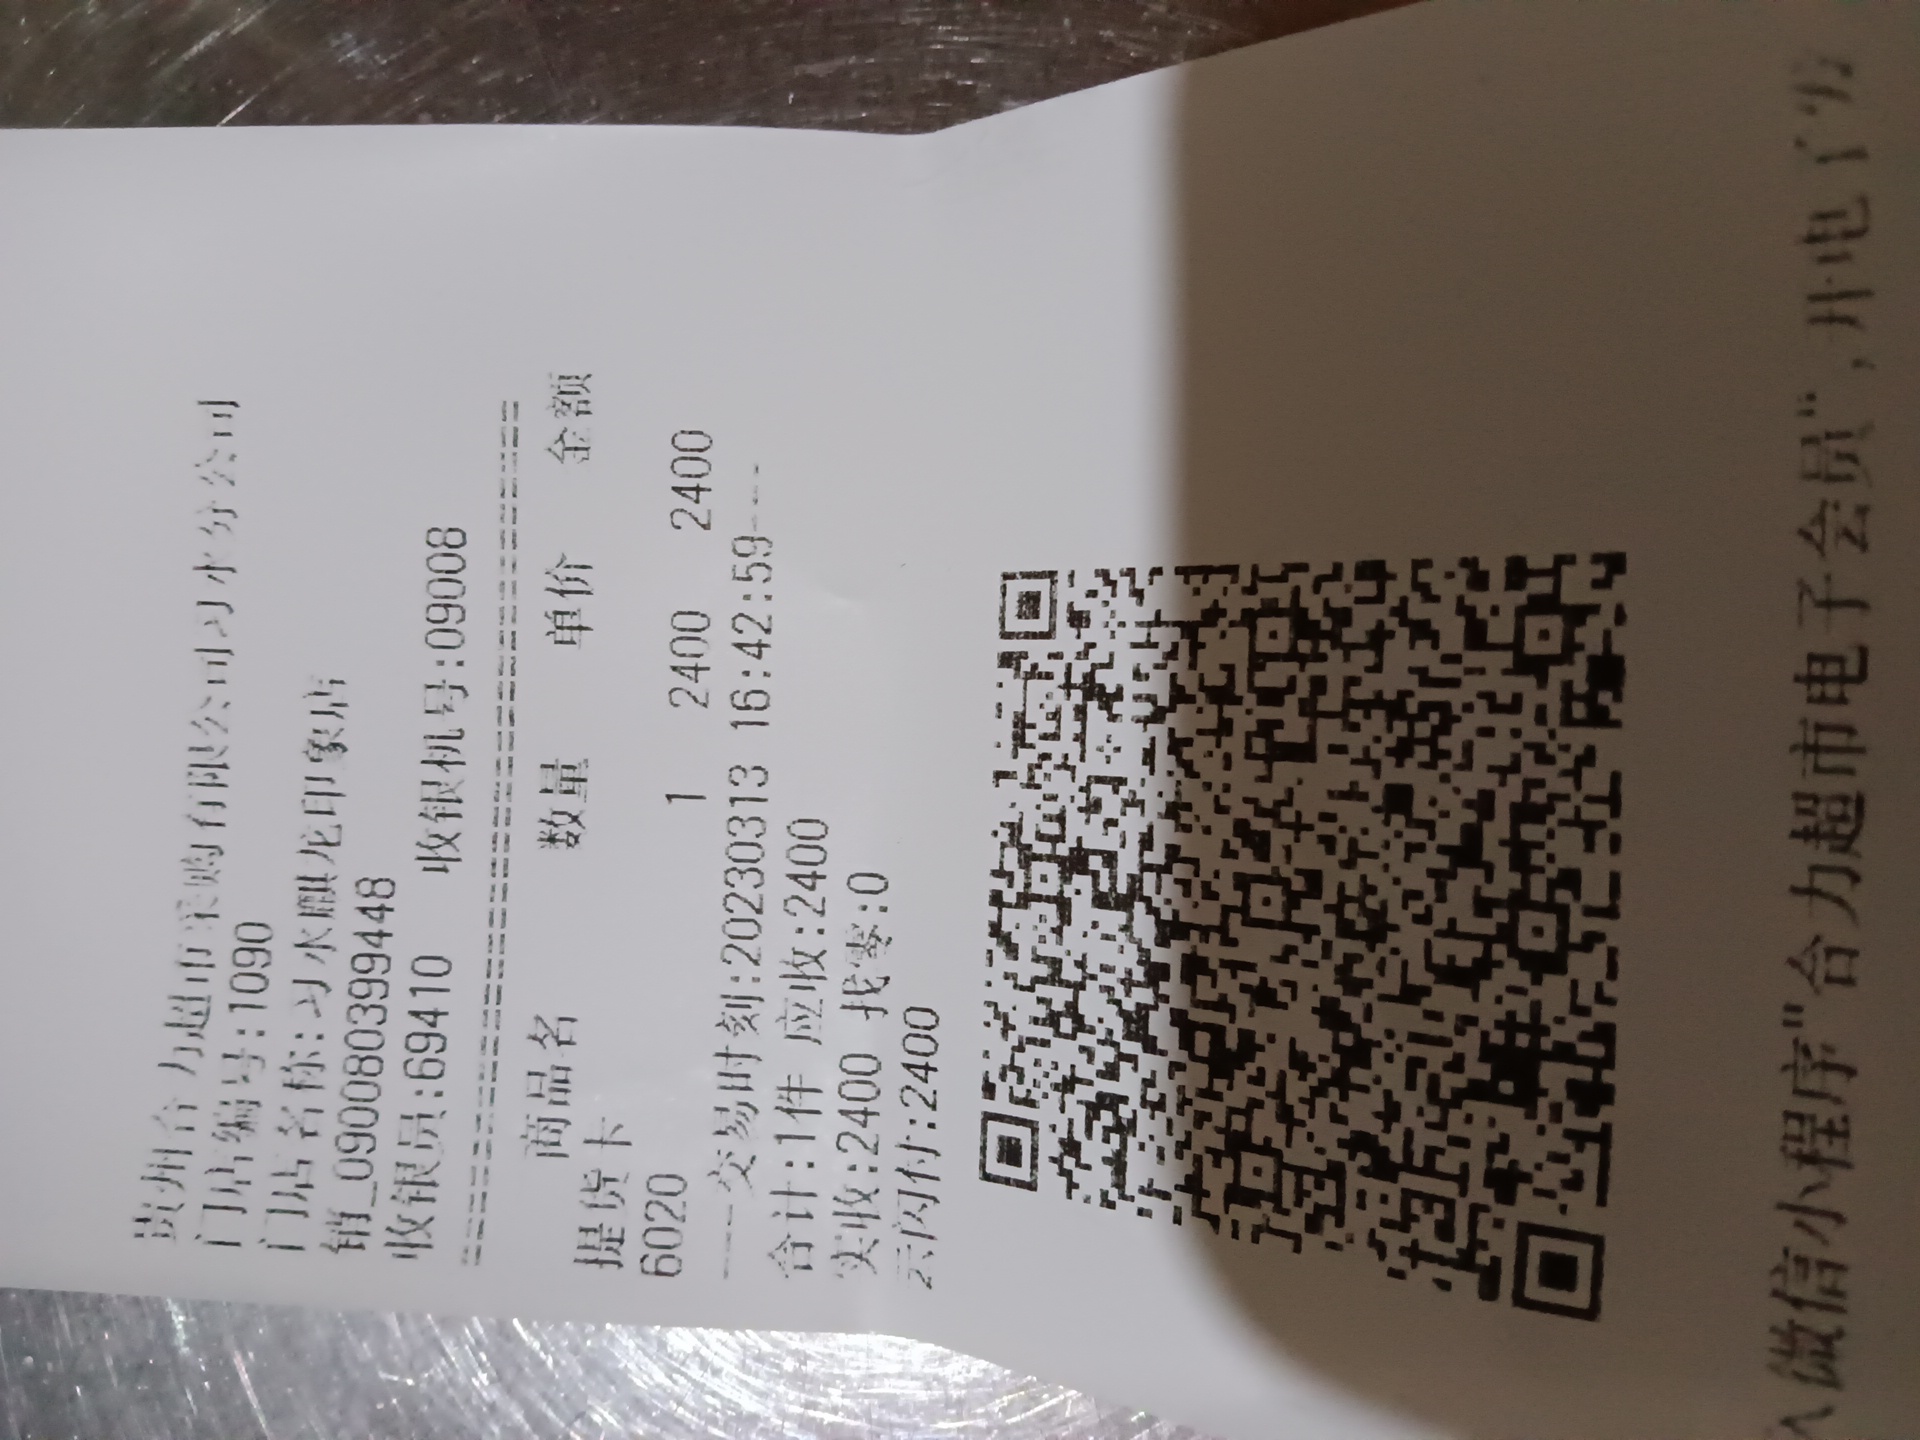 贵州合力超市采购有限公司习水分公司
门店编号:1090
门店名称:习水麒龙印象店
销_090080399448
收银员:69410 收银机号:09008
================================
商品名 数量 单价 金额
提货卡
6020 1 2400 2400
---交易时刻:20230313 16:42:59---
合计:1件 应收:2400
实收:2400 找零:0
云闪付:2400
入微信小程序"合力超市电子会员",开电子